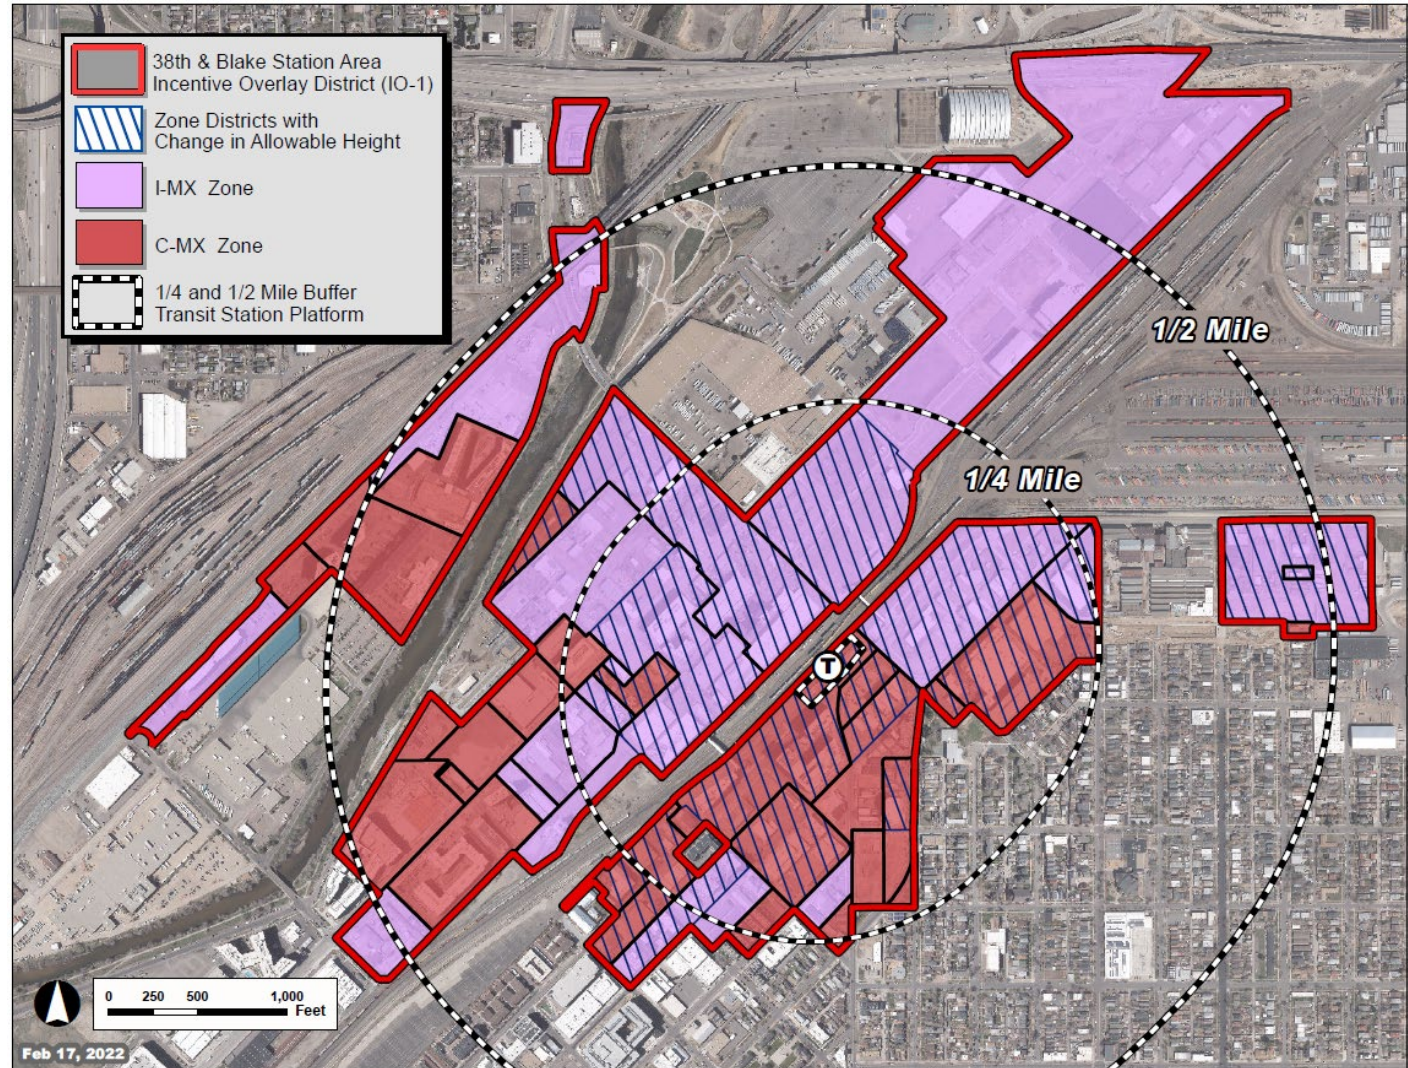 38th & Blake Station Area
Incentive Overlay District (IO-1)
Zone Districts with
Change in Allowable Height
I-MX Zone
C-MX Zone
1/4 and 1/2 Mile Buffer
Transit Station Platform
1/2 Mile
1/4 Mile
T
0 250 500 1,000
Feet
Feb 17, 2022